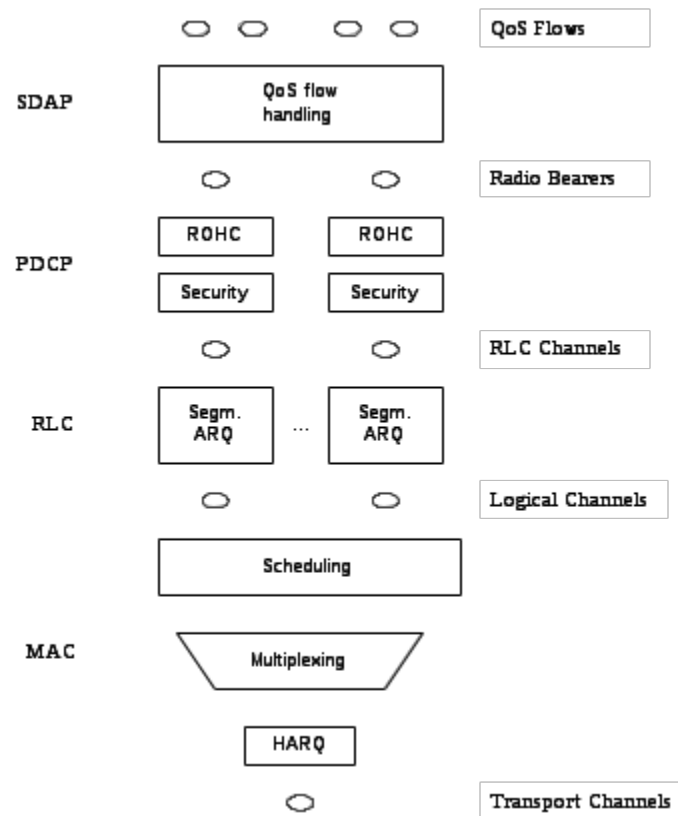 QoS Flows
SDAP
QoS flow
handling
Radio Bearers
PDCP
ROHC
ROHC
Security
Security
RLC Channels
RLC
Segm.
ARQ
...
Segm.
ARQ
Logical Channels
Scheduling
MAC
Multiplexing
HARQ
Transport Channels